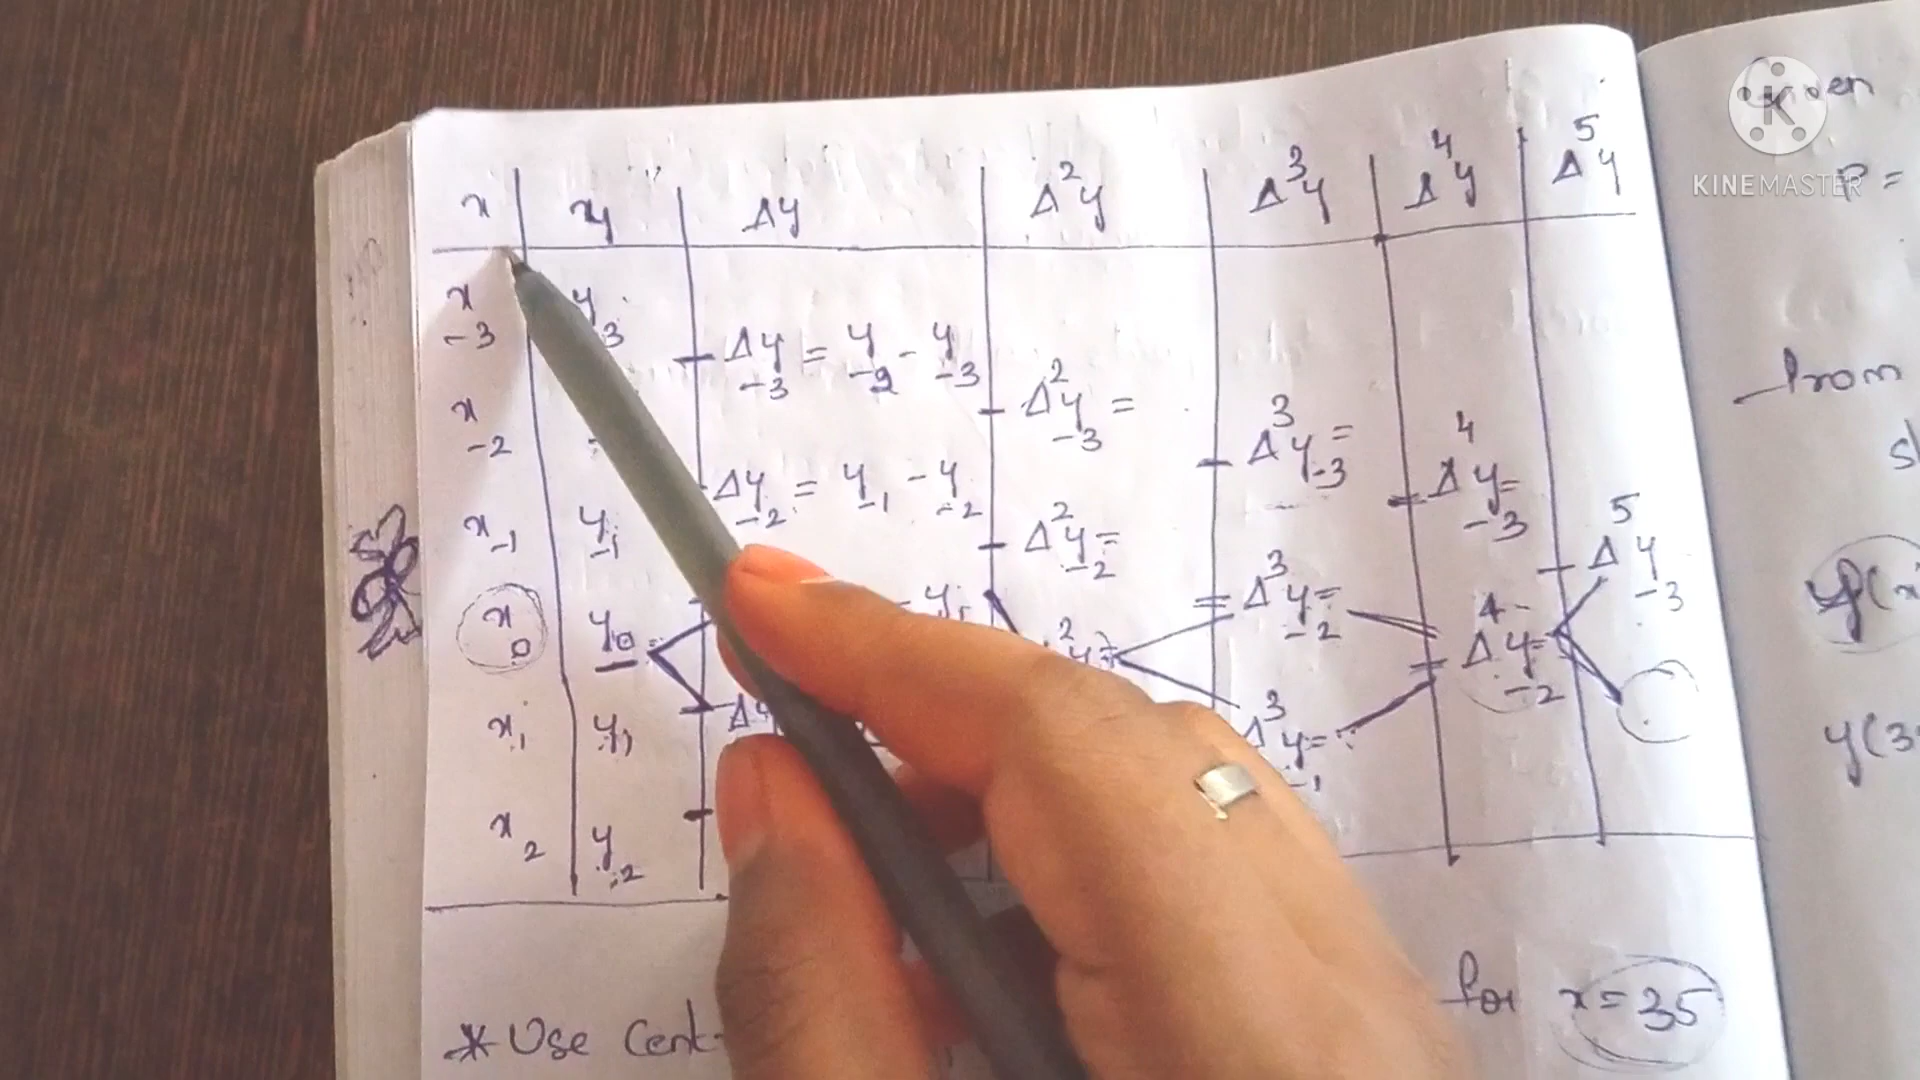 x y Δy Δ²y Δ³y Δ⁴y Δ⁵y
x₋₃ y₋₃
Δy₋₃ = y₋₂ - y₋₃
Δ²y₋₃ =
x₋₂
Δ³y₋₃ =
Δy₋₂ = y₋₁ - y₋₂
Δ⁴y₋₃ =
x₋₁ y₋₁
Δ²y₋₂ =
Δ⁵y₋₃
Δ³y₋₂ =
x₀ y₀
Δ⁴y₋₂ =
x₁ y₁
Δ³y₋₁ =
x₂ y₂
* Use
for x = 35
Given
P =
from
KINEMASTER